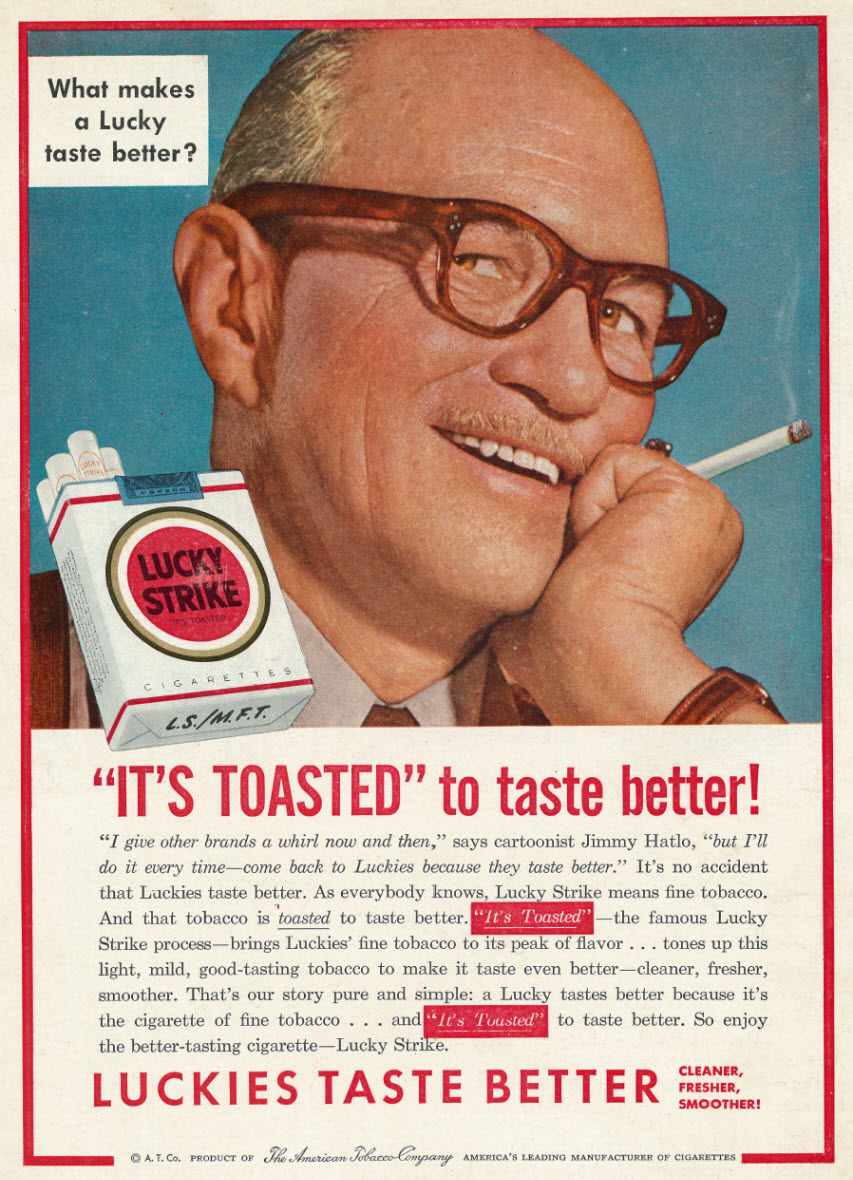 What makes
a Lucky
taste better?
LUCKY
STRIKE
LUCKY
STRIKE
"IT'S TOASTED"
CIGARETTES
L.S./M.F.T.
"IT'S TOASTED" to taste better!
"I give other brands a whirl now and then," says cartoonist Jimmy Hatlo, "but I'll
do it every time—come back to Luckies because they taste better." It's no accident
that Luckies taste better. As everybody knows, Lucky Strike means fine tobacco.
And that tobacco is toasted to taste better. "It's Toasted"—the famous Lucky
Strike process—brings Luckies' fine tobacco to its peak of flavor . . . tones up this
light, mild, good-tasting tobacco to make it taste even better—cleaner, fresher,
smoother. That's our story pure and simple: a Lucky tastes better because it's
the cigarette of fine tobacco . . . and "It's Toasted" to taste better. So enjoy
the better-tasting cigarette—Lucky Strike.
LUCKIES TASTE BETTER
CLEANER,
FRESHER,
SMOOTHER!
© A. T. Co. PRODUCT OF The American Tobacco Company AMERICA'S LEADING MANUFACTURER OF CIGARETTES